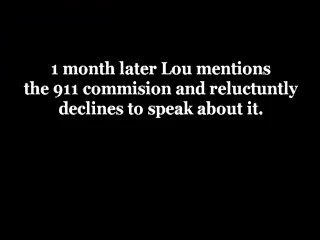 1 month later Lou mentions
the 911 commision and reluctuntly
declines to speak about it.